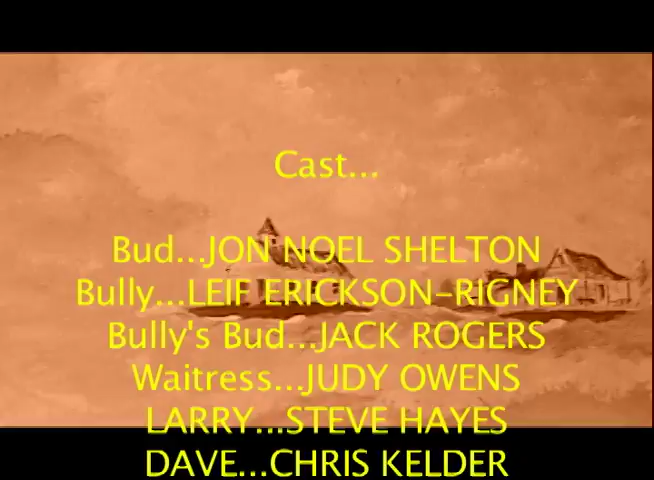 Cast...
Bud...JON NOEL SHELTON
Bully...LEIF ERICKSON-RIGNEY
Bully's Bud...JACK ROGERS
Waitress...JUDY OWENS
LARRY...STEVE HAYES
DAVE...CHRIS KELDER